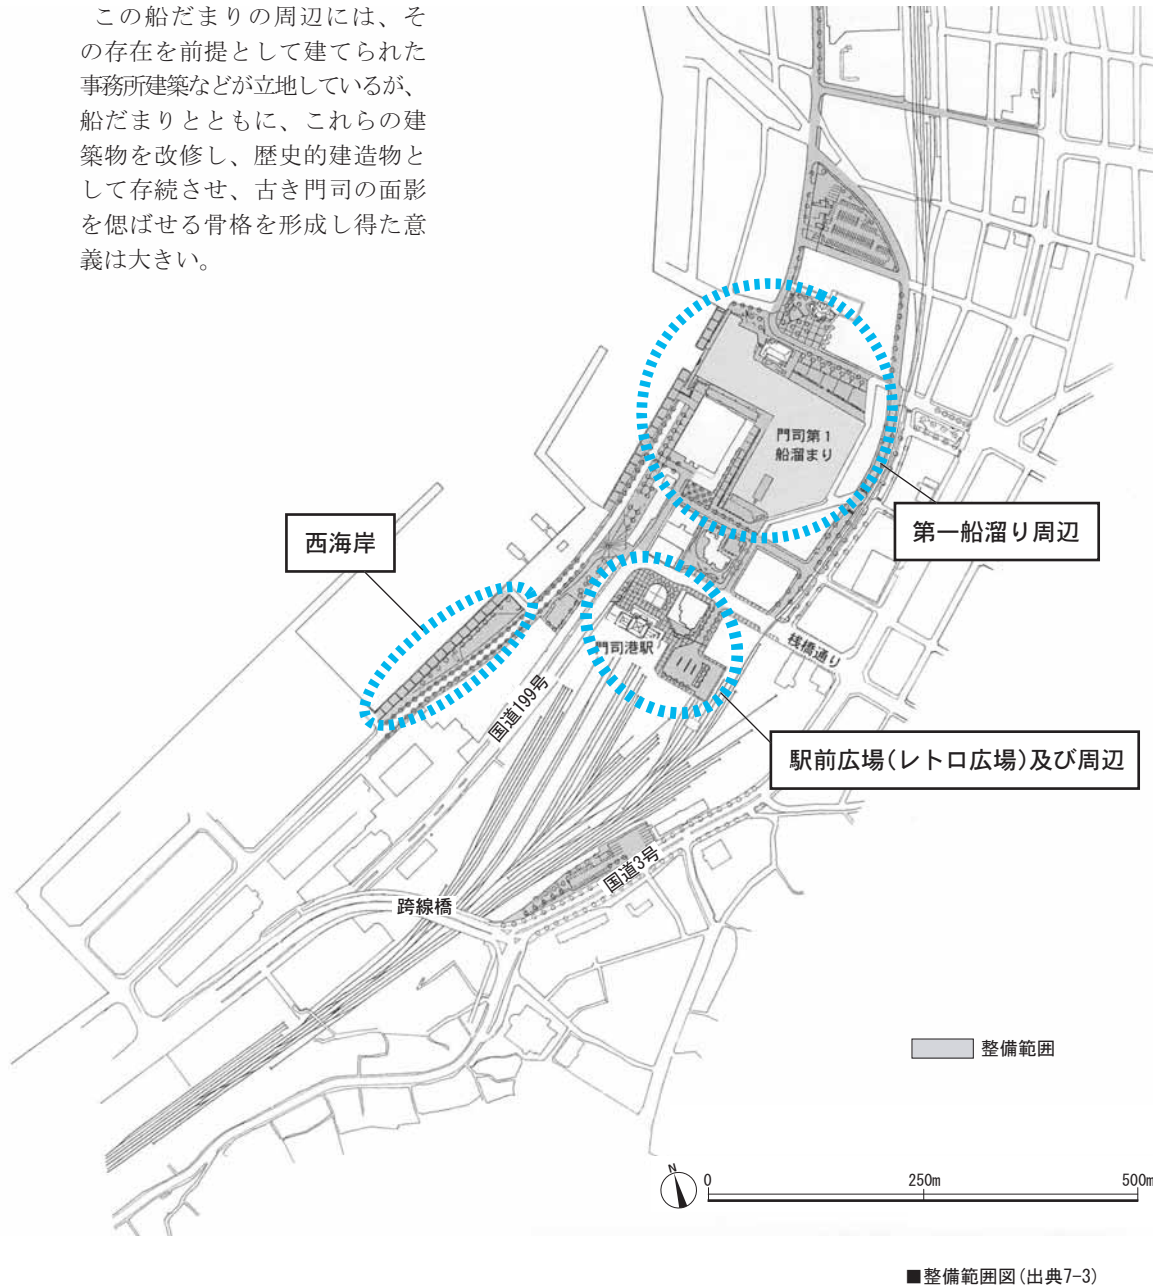 この船だまりの周辺には、そ
の存在を前提として建てられた
事務所建築などが立地しているが、
船だまりとともに、これらの建
築物を改修し、歴史的建造物と
して存続させ、古き門司の面影
を偲ばせる骨格を形成し得た意
義は大きい。
門司第1
船溜まり
第一船溜り周辺
西海岸
門司港駅
桟橋通り
国道199号
駅前広場(レトロ広場)及び周辺
国道3号
跨線橋
整備範囲
N
0 250m 500m
■整備範囲図(出典7-3)